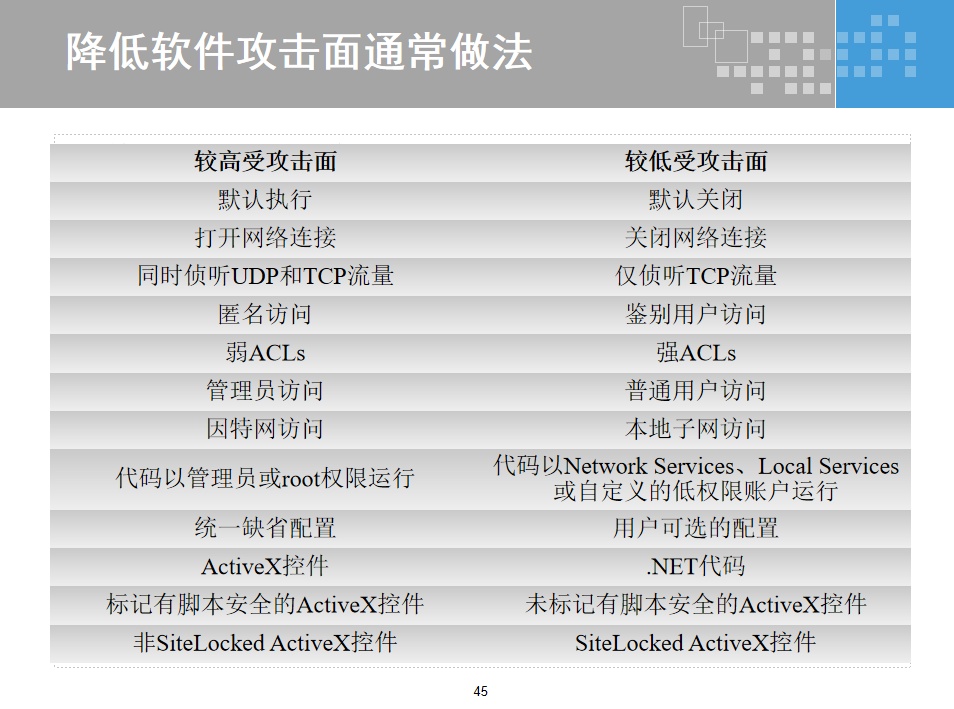 降低软件攻击面通常做法
较高受攻击面 较低受攻击面
默认执行 默认关闭
打开网络连接 关闭网络连接
同时侦听UDP和TCP流量 仅侦听TCP流量
匿名访问 鉴别用户访问
弱ACLs 强ACLs
管理员访问 普通用户访问
因特网访问 本地子网访问
代码以管理员或root权限运行 代码以Network Services、Local Services
或自定义的低权限账户运行
统一缺省配置 用户可选的配置
ActiveX控件 .NET代码
标记有脚本安全的ActiveX控件 未标记有脚本安全的ActiveX控件
非SiteLocked ActiveX控件 SiteLocked ActiveX控件
45